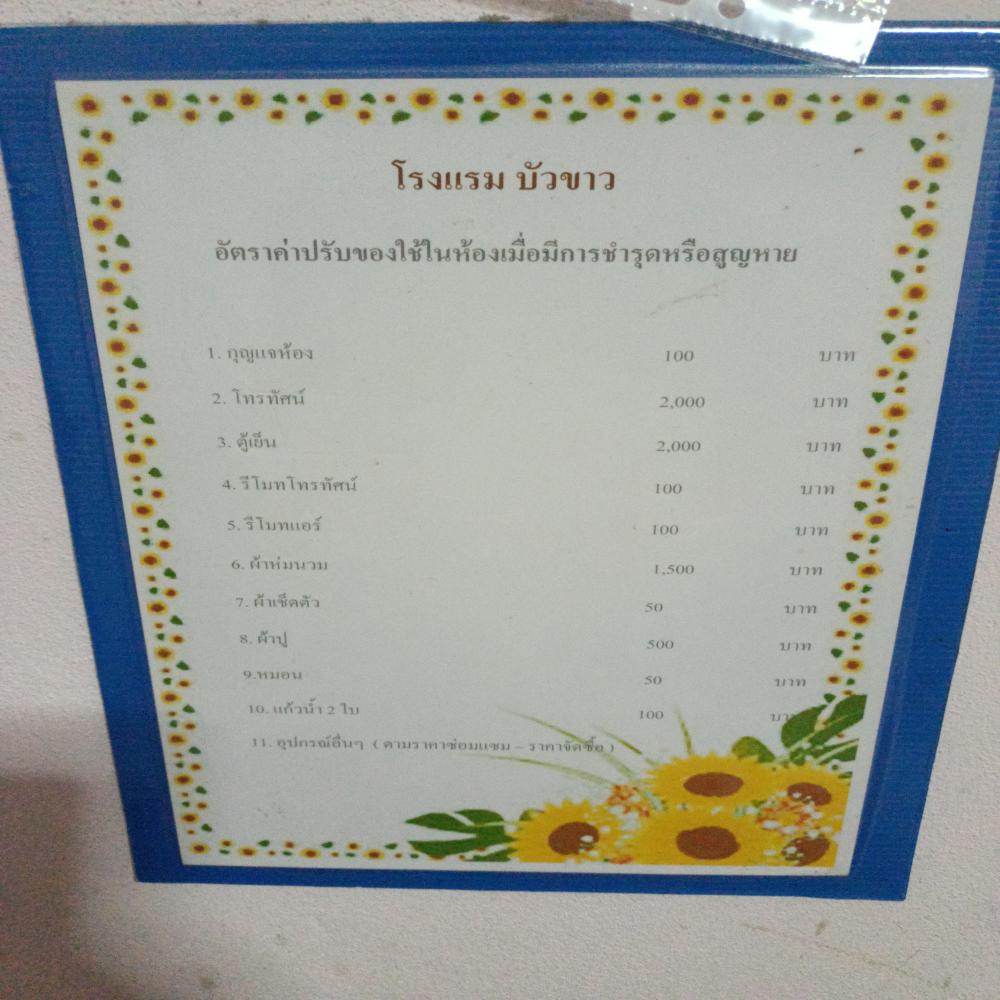 โรงแรม บัวขาว
อัตราค่าปรับของใช้ในห้องเมื่อมีการชำรุดหรือสูญหาย
1. กุญแจห้อง 100 บาท
2. โทรทัศน์ 2,000 บาท
3. ตู้เย็น 2,000 บาท
4. รีโมทโทรทัศน์ 100 บาท
5. รีโมทแอร์ 100 บาท
6. ผ้าห่มนวม 1,500 บาท
7. ผ้าเช็ดตัว 50 บาท
8. ผ้าปู 500 บาท
9.หมอน 50 บาท
10. แก้วน้ำ 2 ใบ 100 บาท
11. อุปกรณ์อื่นๆ ( ตามราคาซ่อมแซม – ราคาจัดซื้อ )